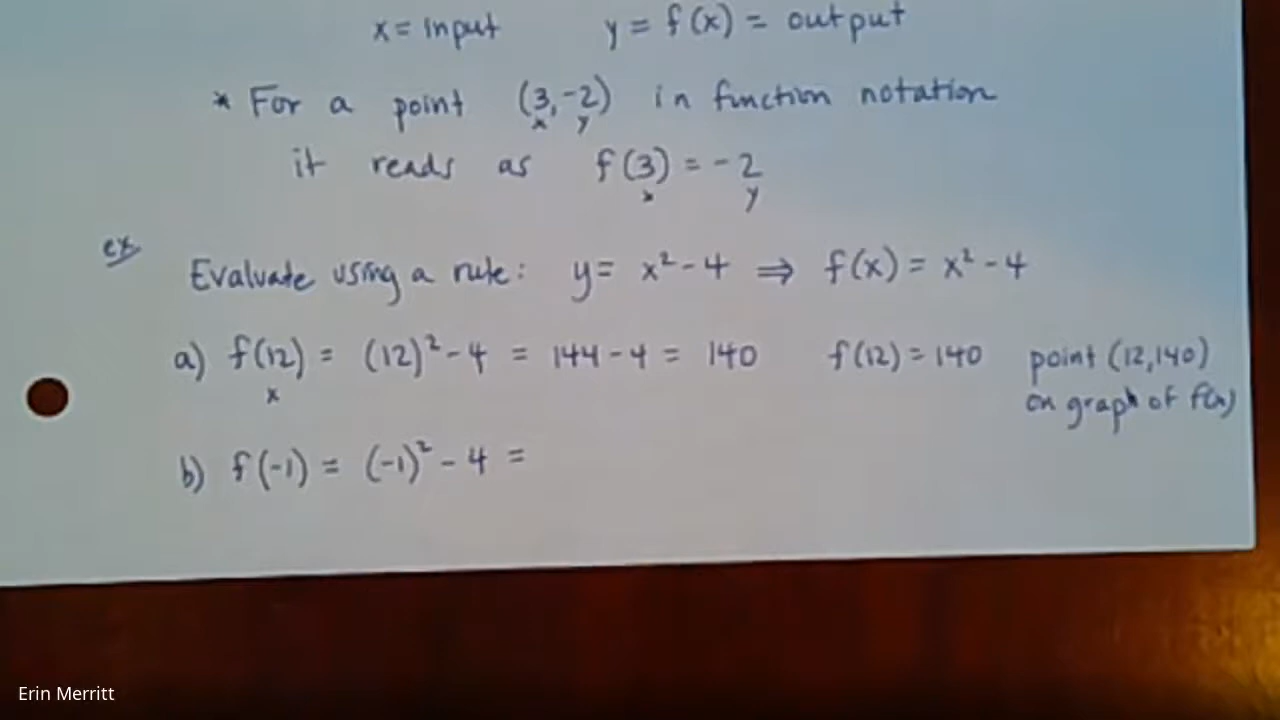 x = input y = f(x) = output
* For a point (3,-2) in function notation
x y
it reads as f(3) = -2
x y
ex
Evaluate using a rule: y = x² - 4 ⇒ f(x) = x² - 4
a) f(12) = (12)² - 4 = 144 - 4 = 140 f(12) = 140 point (12,140)
x on graph of f(x)
b) f(-1) = (-1)² - 4 =
Erin Merritt